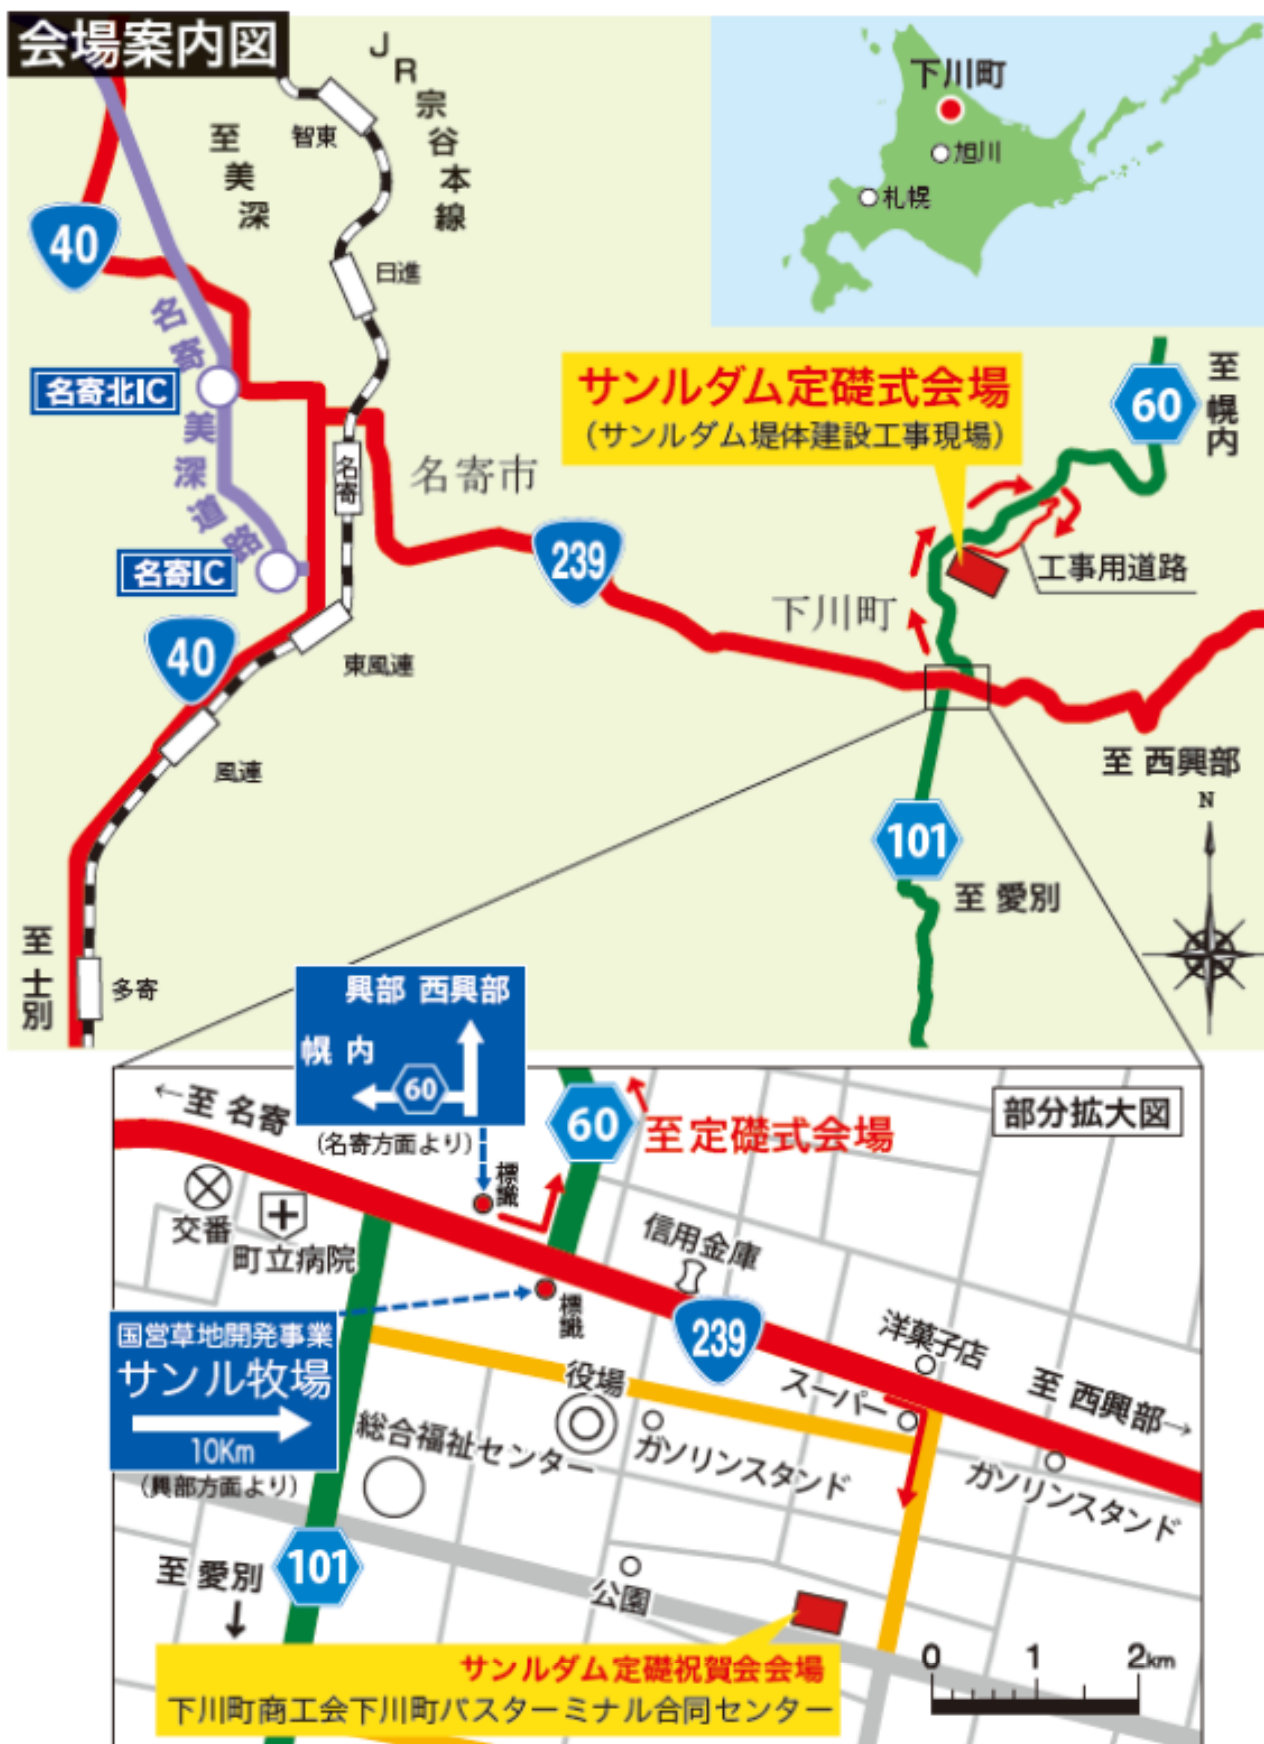 会場案内図
JR宗谷本線
至美深
智東
日進
40
名寄美深道路
名寄北IC
名寄IC
名寄
名寄市
40
東風連
風連
多寄
至士別
下川町
旭川
札幌
サンルダム定礎式会場
(サンルダム堤体建設工事現場)
60
至幌内
工事用道路
239
下川町
至 西興部
N
101
至 愛別
興部 西興部
幌 内
60
(名寄方面より)
←至 名寄
標識
60
至定礎式会場
部分拡大図
交番
町立病院
信用金庫
標識
239
国営草地開発事業
サンル牧場
10Km
(興部方面より)
洋菓子店
至 西興部→
役場
スーパー
総合福祉センター
ガソリンスタンド
ガソリンスタンド
101
至 愛別
公園
サンルダム定礎祝賀会会場
下川町商工会下川町バスターミナル合同センター
0 1 2km